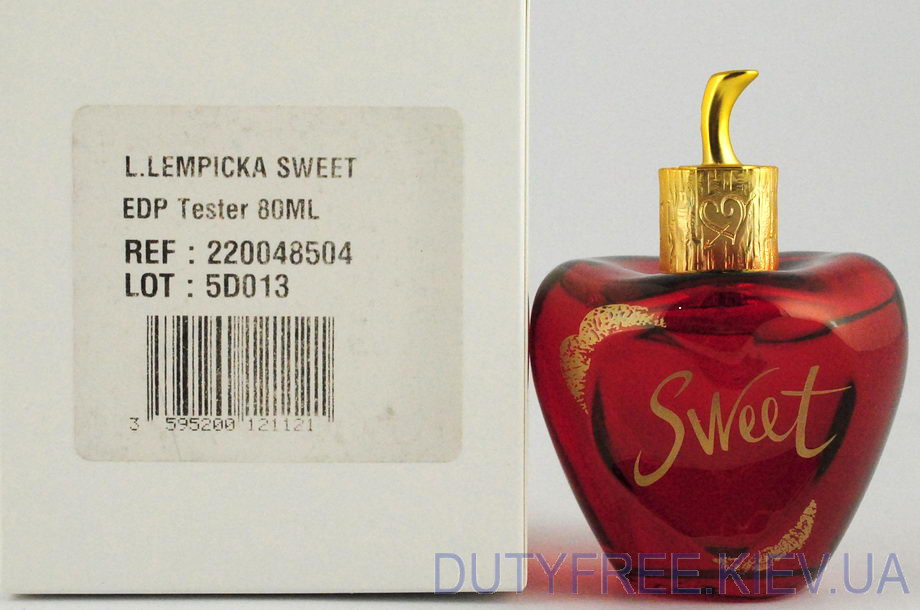 L.LEMPICKA SWEET
EDP Tester 80ML
REF : 220048504
LOT : 5D013
3 595200 121121
Sweet
DUTYFREE.KIEV.UA